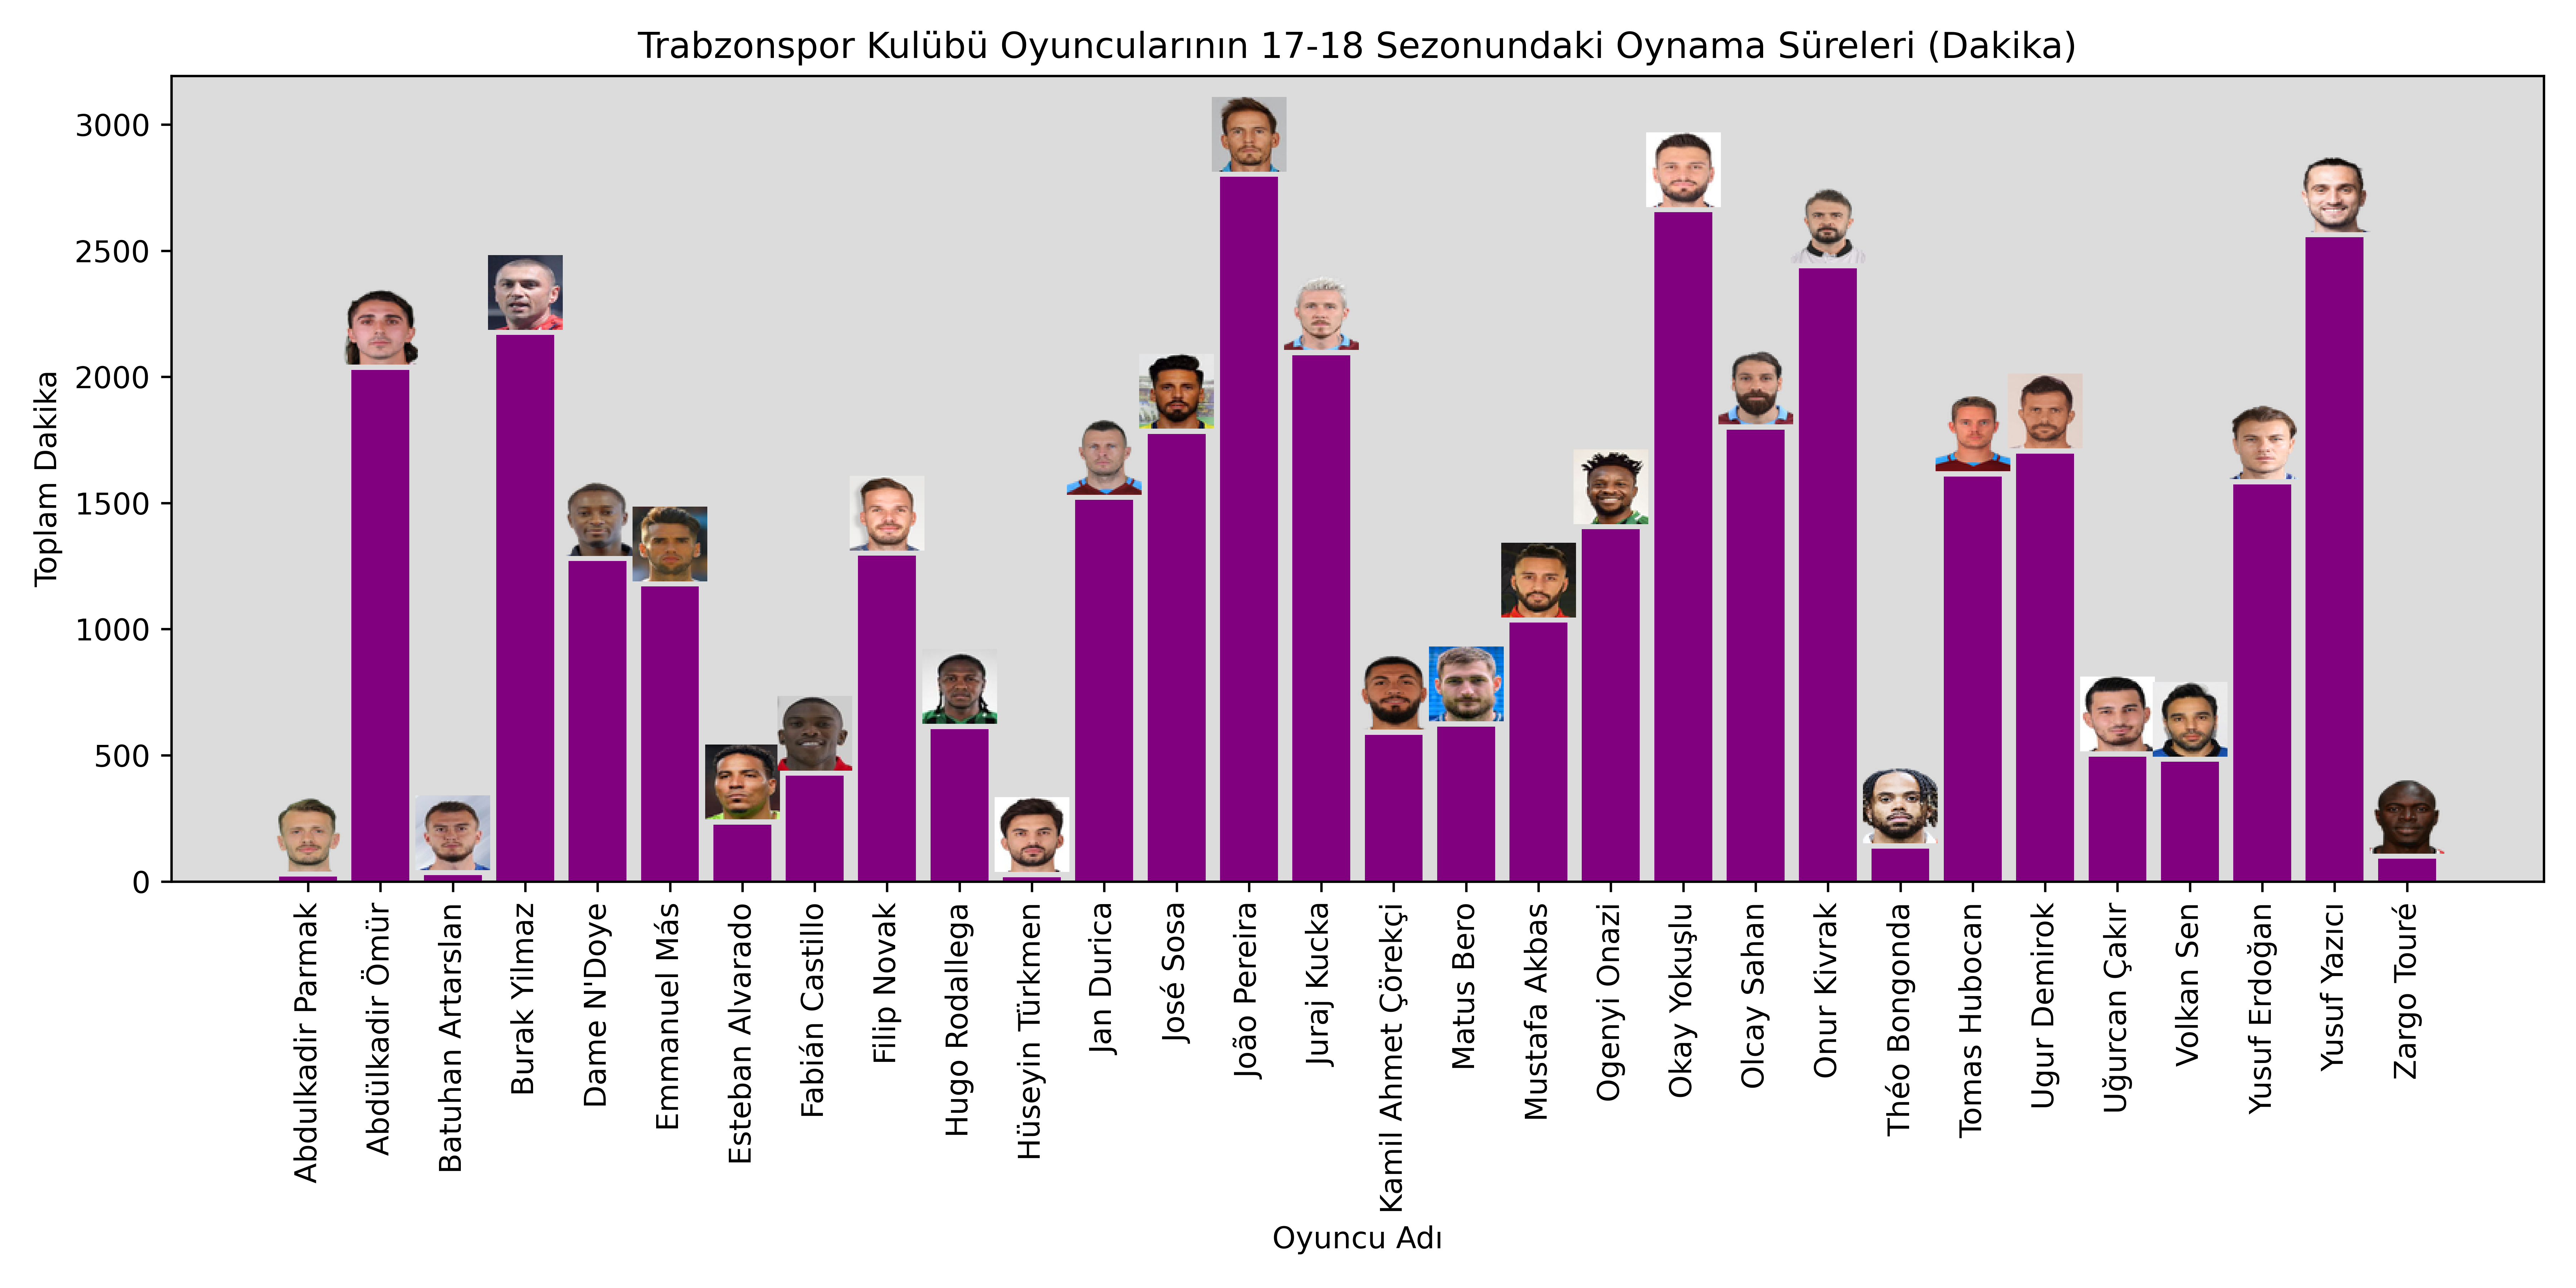 Trabzonspor Kulübü Oyuncularının 17-18 Sezonundaki Oynama Süreleri (Dakika)
Toplam Dakika
3000
2500
2000
1500
1000
500
0
Abdulkadir Parmak
Abdülkadir Ömür
Batuhan Artarslan
Burak Yilmaz
Dame N'Doye
Emmanuel Más
Esteban Alvarado
Fabián Castillo
Filip Novak
Hugo Rodallega
Hüseyin Türkmen
Jan Durica
José Sosa
João Pereira
Juraj Kucka
Kamil Ahmet Çörekçi
Matus Bero
Mustafa Akbas
Ogenyi Onazi
Okay Yokuşlu
Olcay Sahan
Onur Kivrak
Théo Bongonda
Tomas Hubocan
Ugur Demirok
Uğurcan Çakır
Volkan Sen
Yusuf Erdoğan
Yusuf Yazıcı
Zargo Touré
Oyuncu Adı